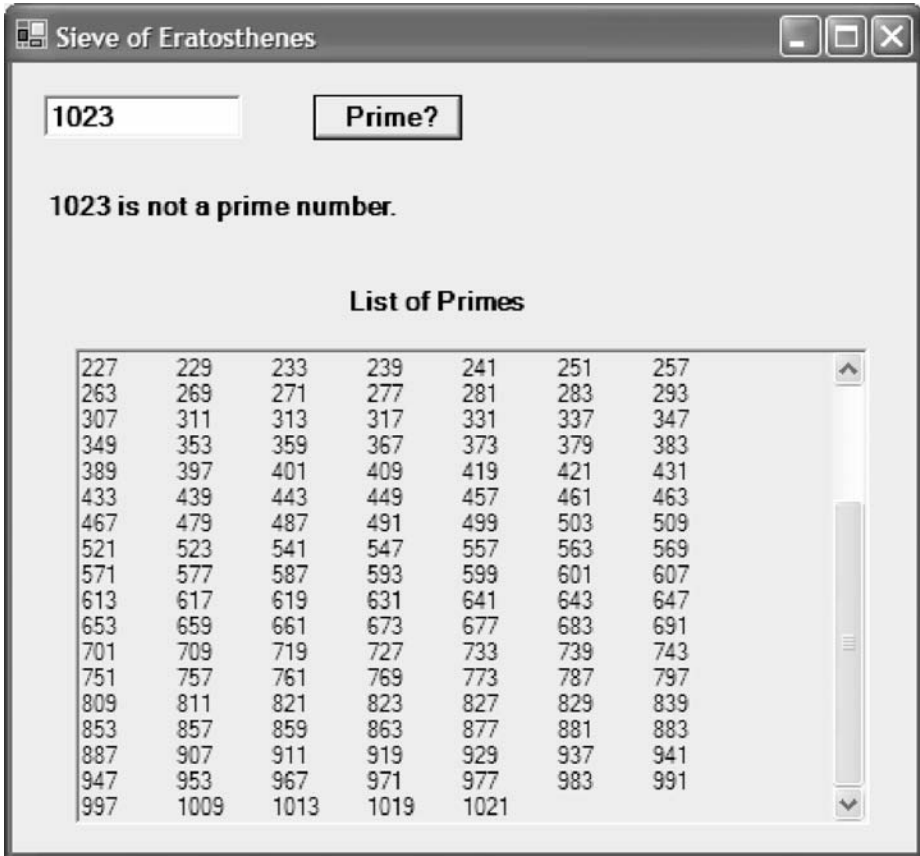 Sieve of Eratosthenes
1023 Prime?
1023 is not a prime number.
List of Primes
227 229 233 239 241 251 257
263 269 271 277 281 283 293
307 311 313 317 331 337 347
349 353 359 367 373 379 383
389 397 401 409 419 421 431
433 439 443 449 457 461 463
467 479 487 491 499 503 509
521 523 541 547 557 563 569
571 577 587 593 599 601 607
613 617 619 631 641 643 647
653 659 661 673 677 683 691
701 709 719 727 733 739 743
751 757 761 769 773 787 797
809 811 821 823 827 829 839
853 857 859 863 877 881 883
887 907 911 919 929 937 941
947 953 967 971 977 983 991
997 1009 1013 1019 1021